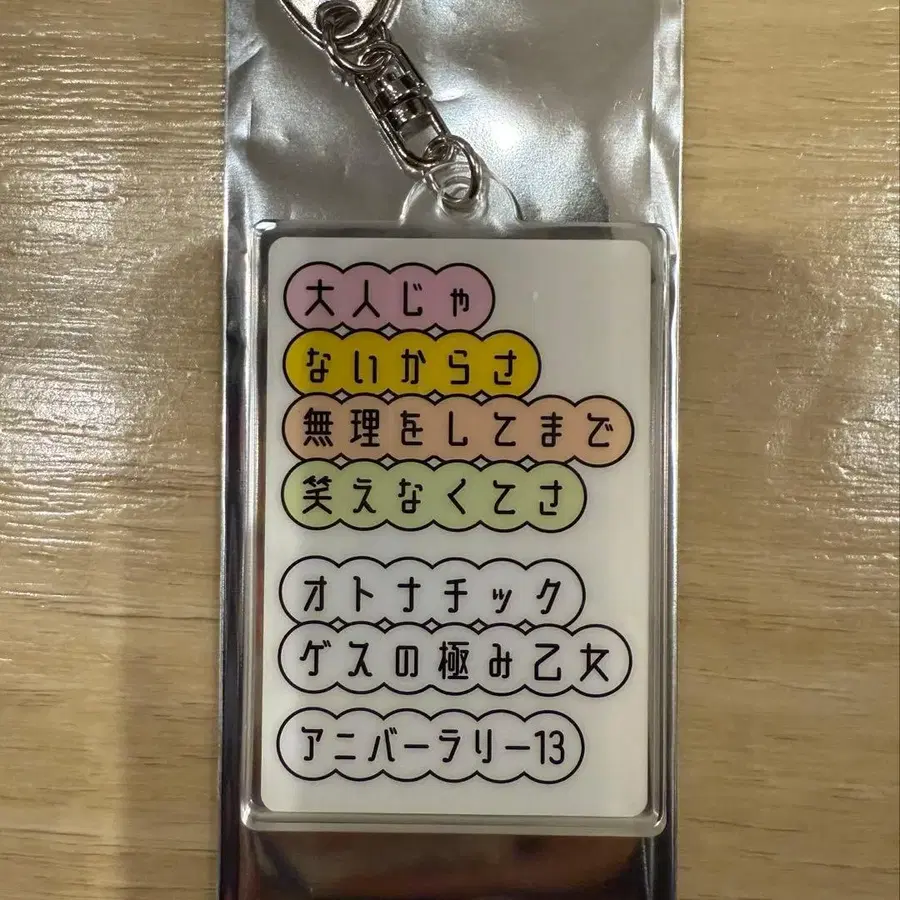 大人じゃ
ないからさ
無理をしてまで
笑えなくてさ
オトナチック
ゲスの極み乙女
アニバーラリー13